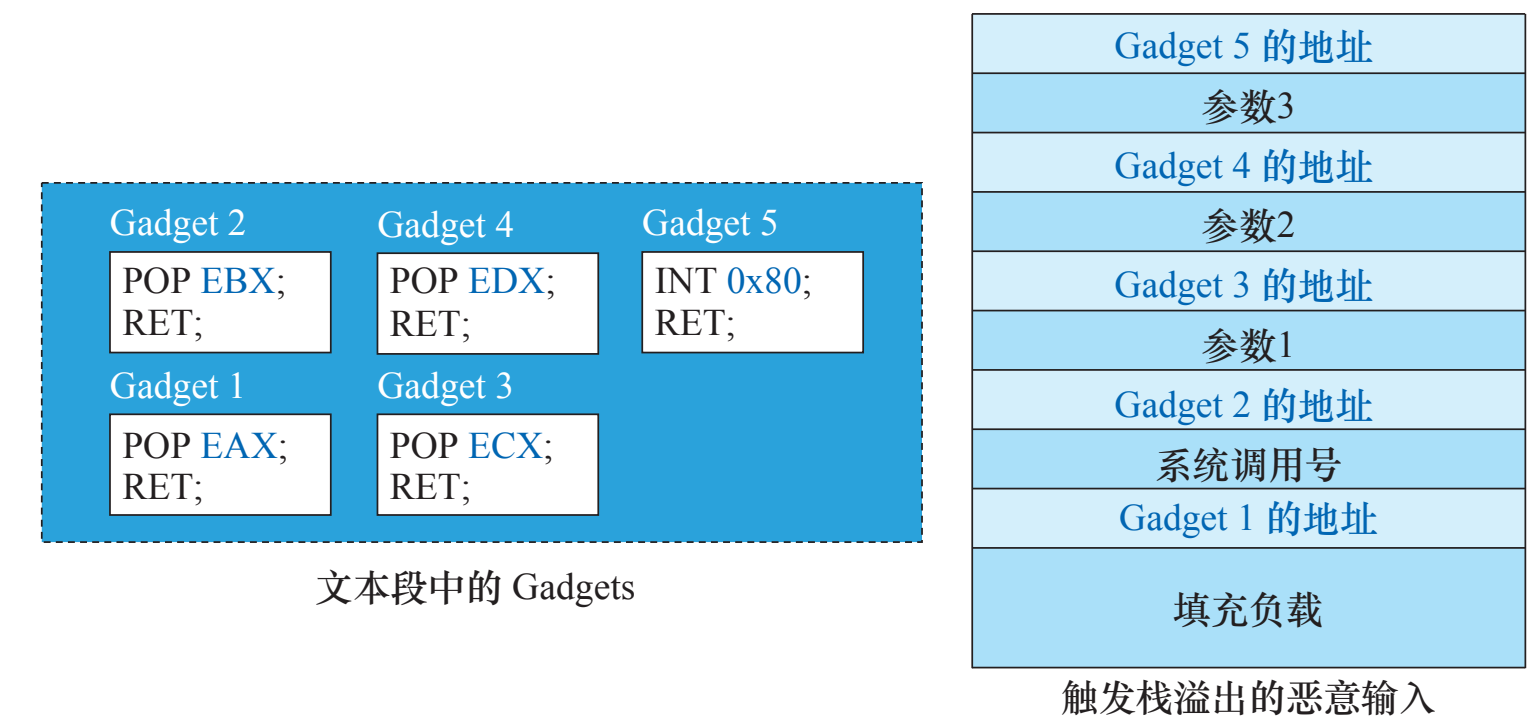 Gadget 2
POP EBX;
RET;
Gadget 4
POP EDX;
RET;
Gadget 5
INT 0x80;
RET;
Gadget 1
POP EAX;
RET;
Gadget 3
POP ECX;
RET;
文本段中的 Gadgets
Gadget 5 的地址
参数3
Gadget 4 的地址
参数2
Gadget 3 的地址
参数1
Gadget 2 的地址
系统调用号
Gadget 1 的地址
填充负载
触发栈溢出的恶意输入